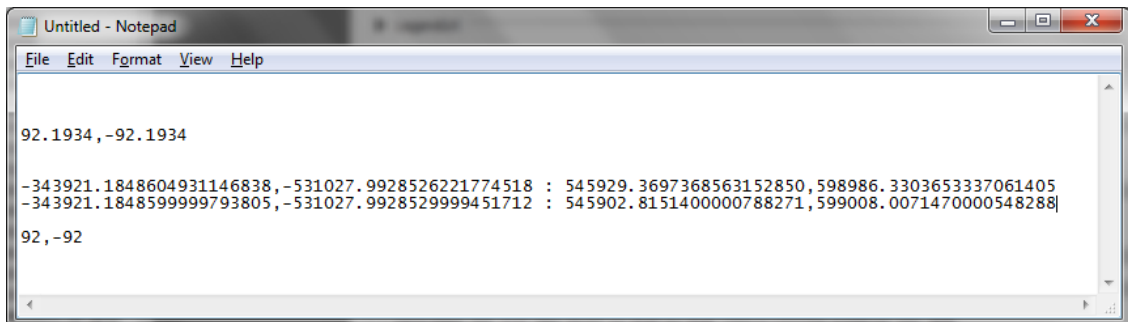 Untitled - Notepad
File Edit Format View Help
92.1934,-92.1934
-343921.1848604931146838,-531027.9928526221774518 : 545929.3697368563152850,598986.3303653337061405
-343921.1848599999793805,-531027.9928529999451712 : 545902.8151400000788271,599008.0071470000548288
92,-92